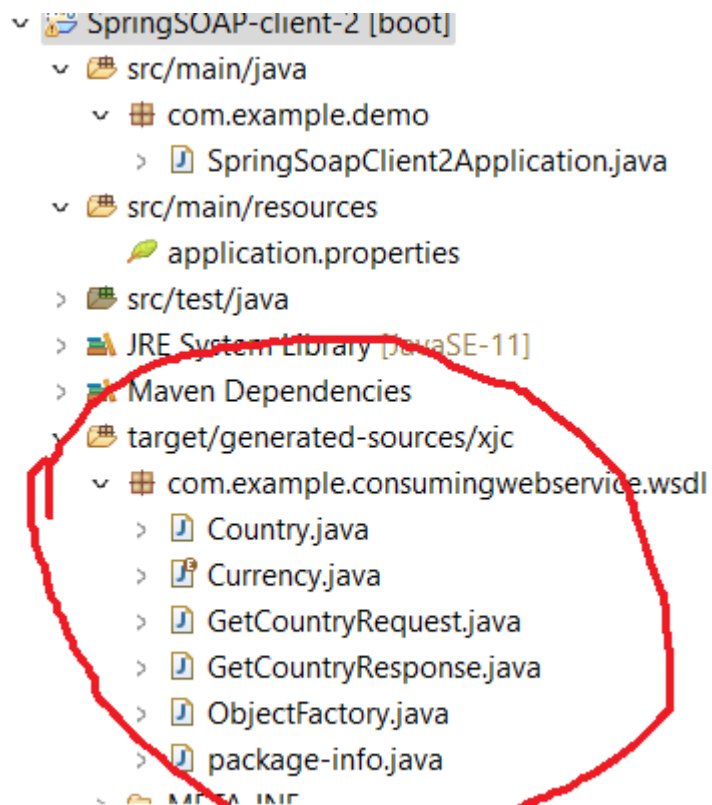 SpringSOAP-client-2 [boot]
src/main/java
com.example.demo
SpringSoapClient2Application.java
src/main/resources
application.properties
src/test/java
JRE System Library [JavaSE-11]
Maven Dependencies
target/generated-sources/xjc
com.example.consumingwebservice.wsdl
Country.java
Currency.java
GetCountryRequest.java
GetCountryResponse.java
ObjectFactory.java
package-info.java
META-INF